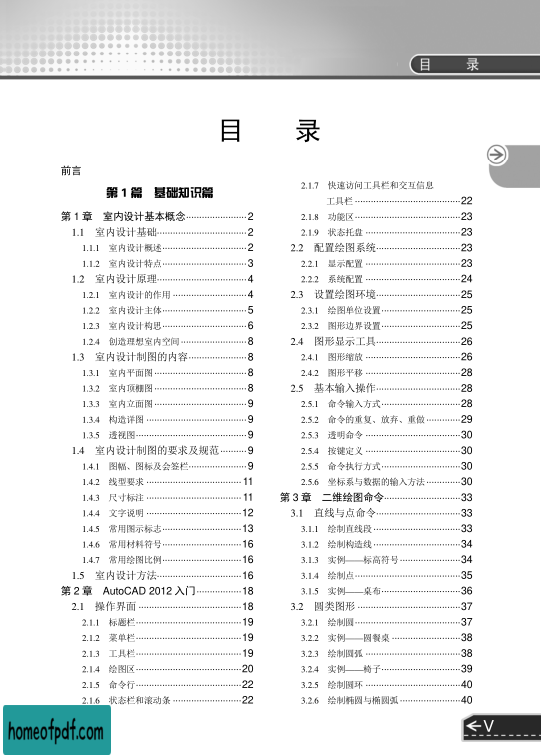 目 录
目 录
前言
第 1 篇 基础知识篇
第 1 章 室内设计基本概念······················2
1.1 室内设计基础································2
1.1.1 室内设计概述······························2
1.1.2 室内设计特点······························3
1.2 室内设计原理································4
1.2.1 室内设计的作用 ··························4
1.2.2 室内设计主体······························5
1.2.3 室内设计构思······························6
1.2.4 创造理想室内空间 ·······················8
1.3 室内设计制图的内容·····················8
1.3.1 室内平面图 ································8
1.3.2 室内顶棚图 ································8
1.3.3 室内立面图 ································9
1.3.4 构造详图 ···································9
1.3.5 透视图·······································9
1.4 室内设计制图的要求及规范 ·········9
1.4.1 图幅、图标及会签栏·····················9
1.4.2 线型要求 ··································11
1.4.3 尺寸标注 ··································11
1.4.4 文字说明 ··································12
1.4.5 常用图示标志····························13
1.4.6 常用材料符号····························16
1.4.7 常用绘图比例····························16
1.5 室内设计方法······························16
第 2 章 AutoCAD 2012 入门················18
2.1 操作界面 ····································18
2.1.1 标题栏······································19
2.1.2 菜单栏······································19
2.1.3 工具栏······································19
2.1.4 绘图区······································20
2.1.5 命令行······································22
2.1.6 状态栏和滚动条 ························22
2.1.7 快速访问工具栏和交互信息
工具栏 ·····································22
2.1.8 功能区······································23
2.1.9 状态托盘 ··································23
2.2 配置绘图系统······························23
2.2.1 显示配置 ··································23
2.2.2 系统配置 ··································24
2.3 设置绘图环境······························25
2.3.1 绘图单位设置····························25
2.3.2 图形边界设置····························25
2.4 图形显示工具······························26
2.4.1 图形缩放 ··································26
2.4.2 图形平移 ··································28
2.5 基本输入操作······························28
2.5.1 命令输入方式····························28
2.5.2 命令的重复、放弃、重做 ············29
2.5.3 透明命令 ··································30
2.5.4 按键定义 ··································30
2.5.5 命令执行方式····························30
2.5.6 坐标系与数据的输入方法 ············30
第 3 章 二维绘图命令···························33
3.1 直线与点命令······························33
3.1.1 绘制直线段 ·······························33
3.1.2 绘制构造线 ·······························34
3.1.3 实例——标高符号 ······················34
3.1.4 绘制点······································35
3.1.5 实例——桌布····························36
3.2 圆类图形 ····································37
3.2.1 绘制圆······································37
3.2.2 实例——圆餐桌 ························38
3.2.3 绘制圆弧 ··································38
3.2.4 实例——椅子····························39
3.2.5 绘制圆环 ··································40
3.2.6 绘制椭圆与椭圆弧 ·····················40
V
homeofpdf.com